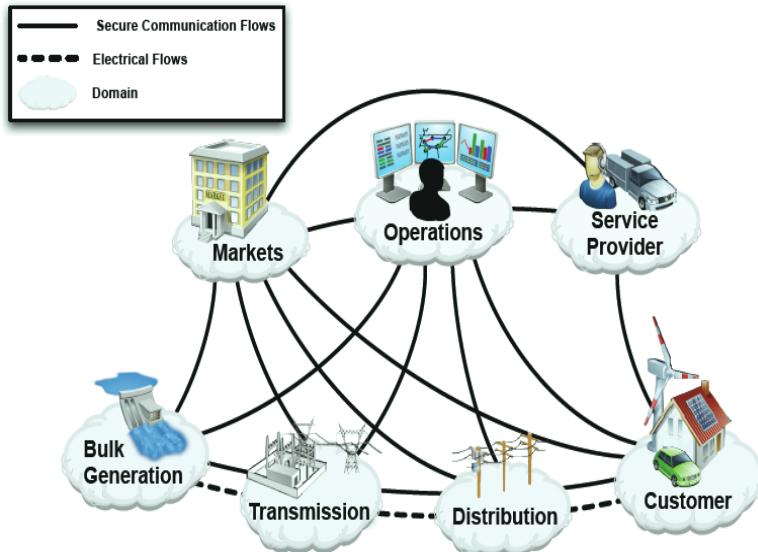 Secure Communication Flows
Electrical Flows
Domain
Markets
Operations
Service
Provider
Bulk
Generation
Transmission
Distribution
Customer